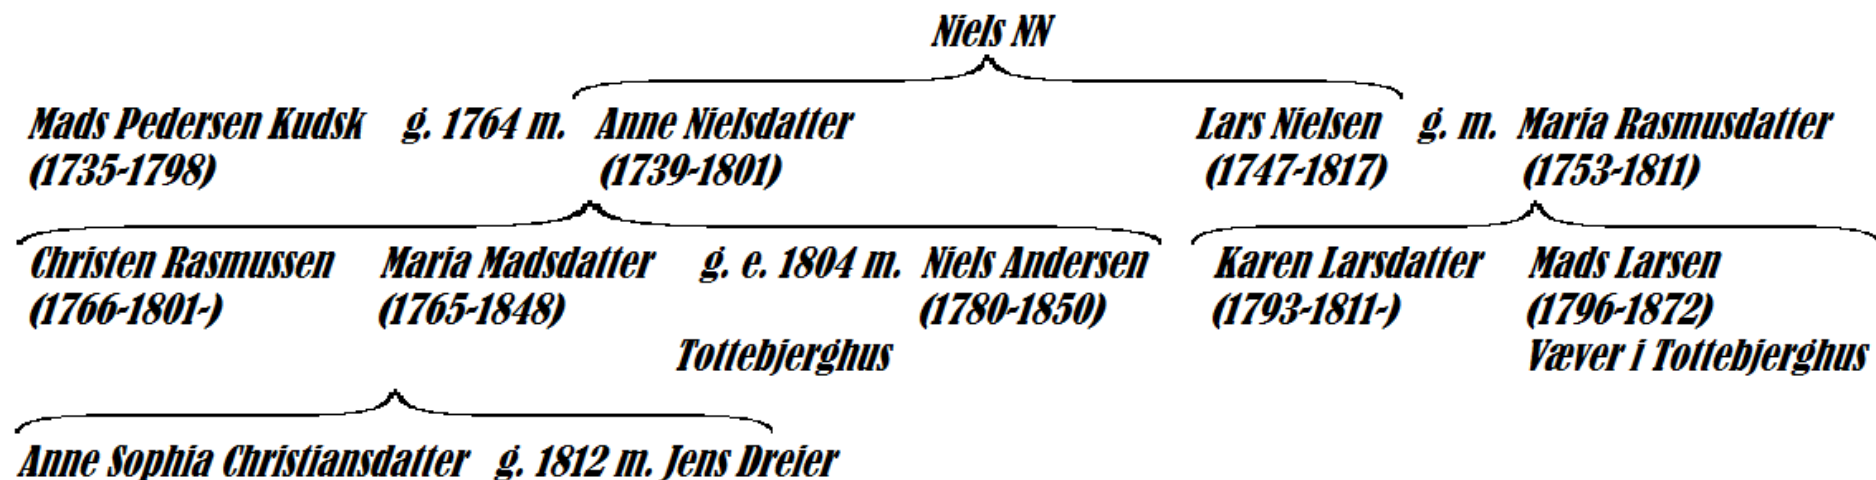 Niels NN
Mads Pedersen Kudsk g. 1764 m. Anne Nielsdatter Lars Nielsen g. m. Maria Rasmusdatter
(1735-1798) (1739-1801) (1747-1817) (1753-1811)
Christen Rasmussen Maria Madsdatter g. e. 1804 m. Niels Andersen Karen Larsdatter Mads Larsen
(1766-1801-) (1765-1848) (1780-1850) (1793-1811-) (1796-1872)
Tottebjerghus Væver i Tottebjerghus
Anne Sophia Christiansdatter g. 1812 m. Jens Dreier